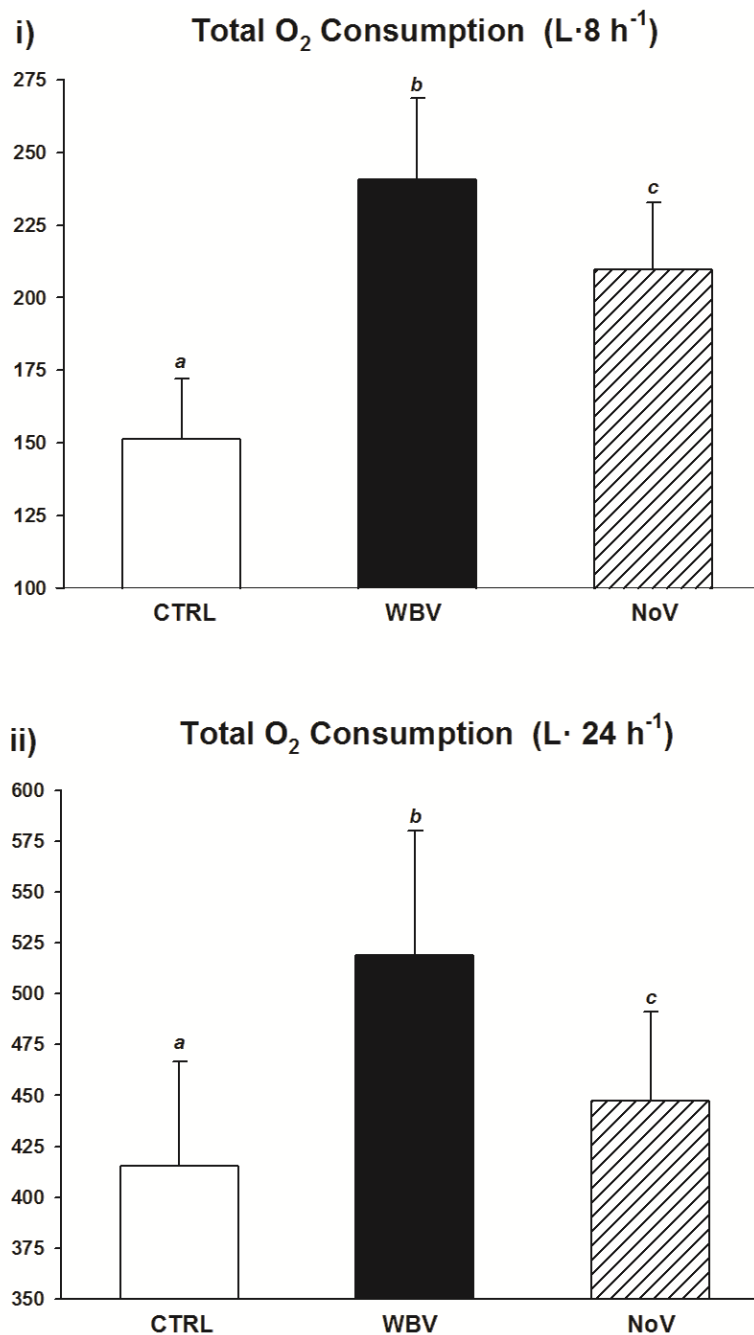 i) Total O₂ Consumption (L·8 h⁻¹)
275
250
225
200
175
150
125
100
a
b
c
CTRL WBV NoV
ii) Total O₂ Consumption (L· 24 h⁻¹)
600
575
550
525
500
475
450
425
400
375
350
a
b
c
CTRL WBV NoV